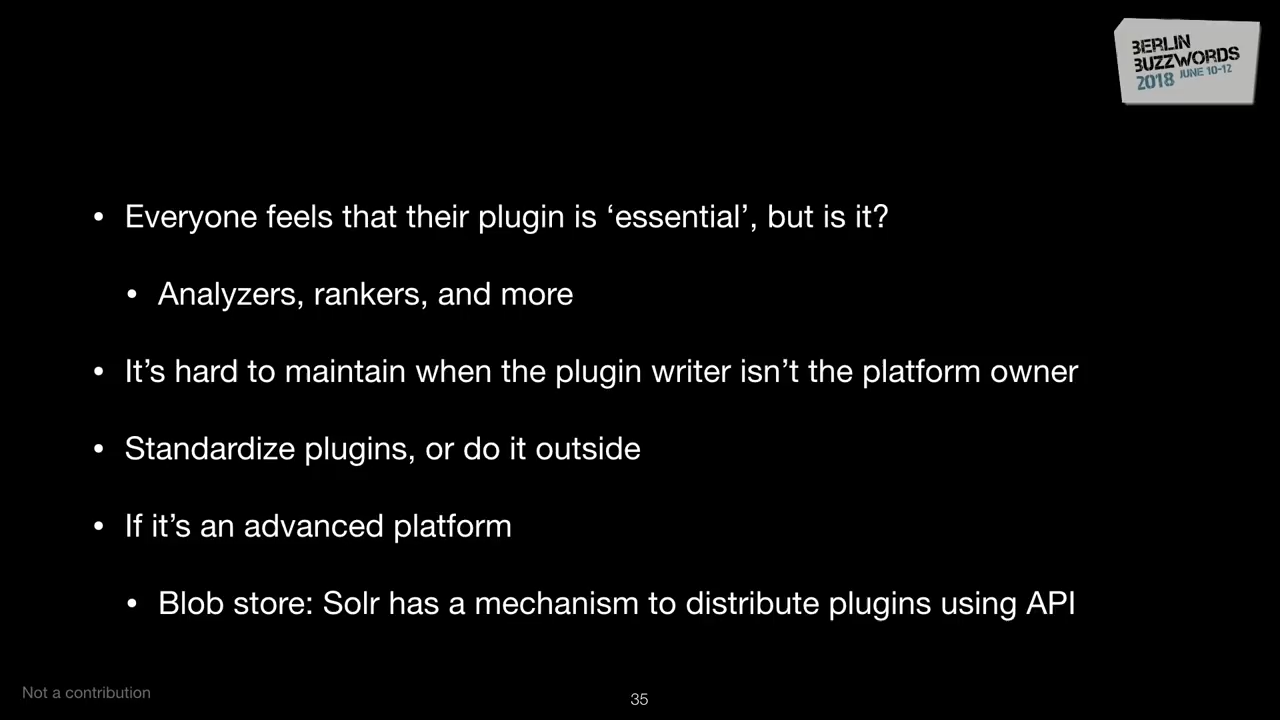 BERLIN
BUZZWORDS
2018 JUNE 10-12
• Everyone feels that their plugin is ‘essential’, but is it?
• Analyzers, rankers, and more
• It’s hard to maintain when the plugin writer isn’t the platform owner
• Standardize plugins, or do it outside
• If it’s an advanced platform
• Blob store: Solr has a mechanism to distribute plugins using API
Not a contribution
35